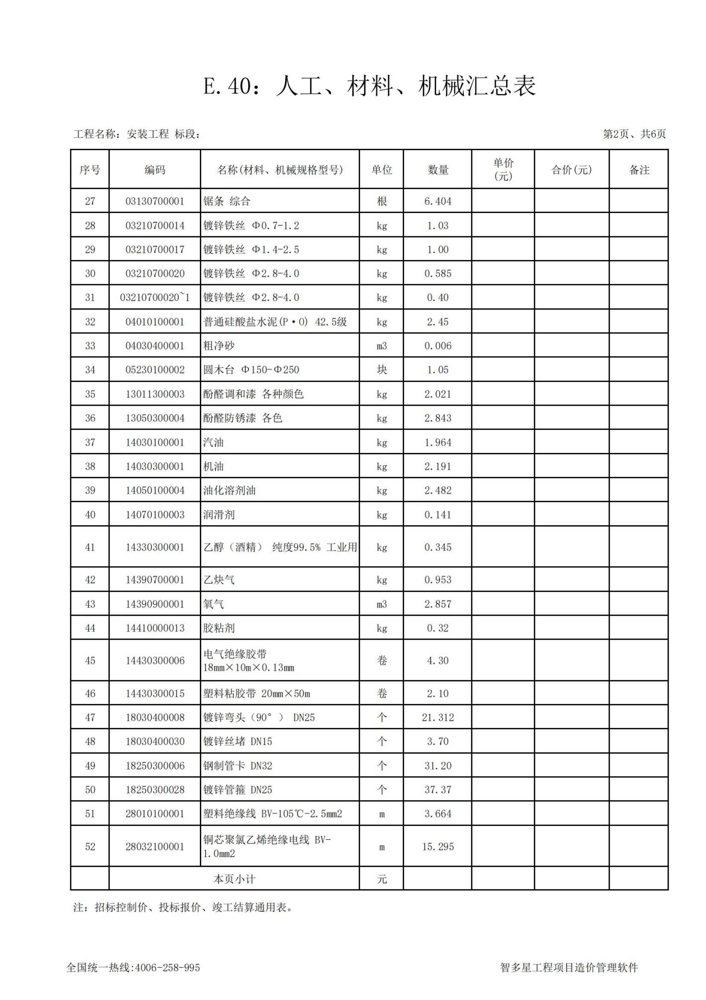 E.40：人工、材料、机械汇总表
工程名称：安装工程 标段： 第2页、共6页
序号 编码 名称(材料、机械规格型号) 单位 数量 单价(元) 合价(元) 备注
27 03130700001 锯条 综合 根 6.404
28 03210700014 镀锌铁丝 Φ0.7-1.2 kg 1.03
29 03210700017 镀锌铁丝 Φ1.4-2.5 kg 1.00
30 03210700020 镀锌铁丝 Φ2.8-4.0 kg 0.585
31 03210700020~1 镀锌铁丝 Φ2.8-4.0 kg 0.40
32 04010100001 普通硅酸盐水泥(P·O) 42.5级 kg 2.45
33 04030400001 粗净砂 m3 0.006
34 05230100002 圆木台 Φ150-Φ250 块 1.05
35 13011300003 酚醛调和漆 各种颜色 kg 2.021
36 13050300004 酚醛防锈漆 各色 kg 2.843
37 14030100001 汽油 kg 1.964
38 14030300001 机油 kg 2.191
39 14050100004 油化溶剂油 kg 2.482
40 14070100003 润滑剂 kg 0.141
41 14330300001 乙醇（酒精） 纯度99.5% 工业用 kg 0.345
42 14390700001 乙炔气 kg 0.953
43 14390900001 氧气 m3 2.857
44 14410000013 胶粘剂 kg 0.32
45 14430300006 电气绝缘胶带 18mm×10m×0.13mm 卷 4.30
46 14430300015 塑料粘胶带 20mm×50m 卷 2.10
47 18030400008 镀锌弯头（90°） DN25 个 21.312
48 18030400030 镀锌丝堵 DN15 个 3.70
49 18250300006 钢制管卡 DN32 个 31.20
50 18250300028 镀锌管箍 DN25 个 37.37
51 28010100001 塑料绝缘线 BV-105℃-2.5mm2 m 3.664
52 28032100001 铜芯聚氯乙烯绝缘电线 BV-1.0mm2 m 15.295
本页小计 元
注：招标控制价、投标报价、竣工结算通用表。
全国统一热线:4006-258-995 智多星工程项目造价管理软件